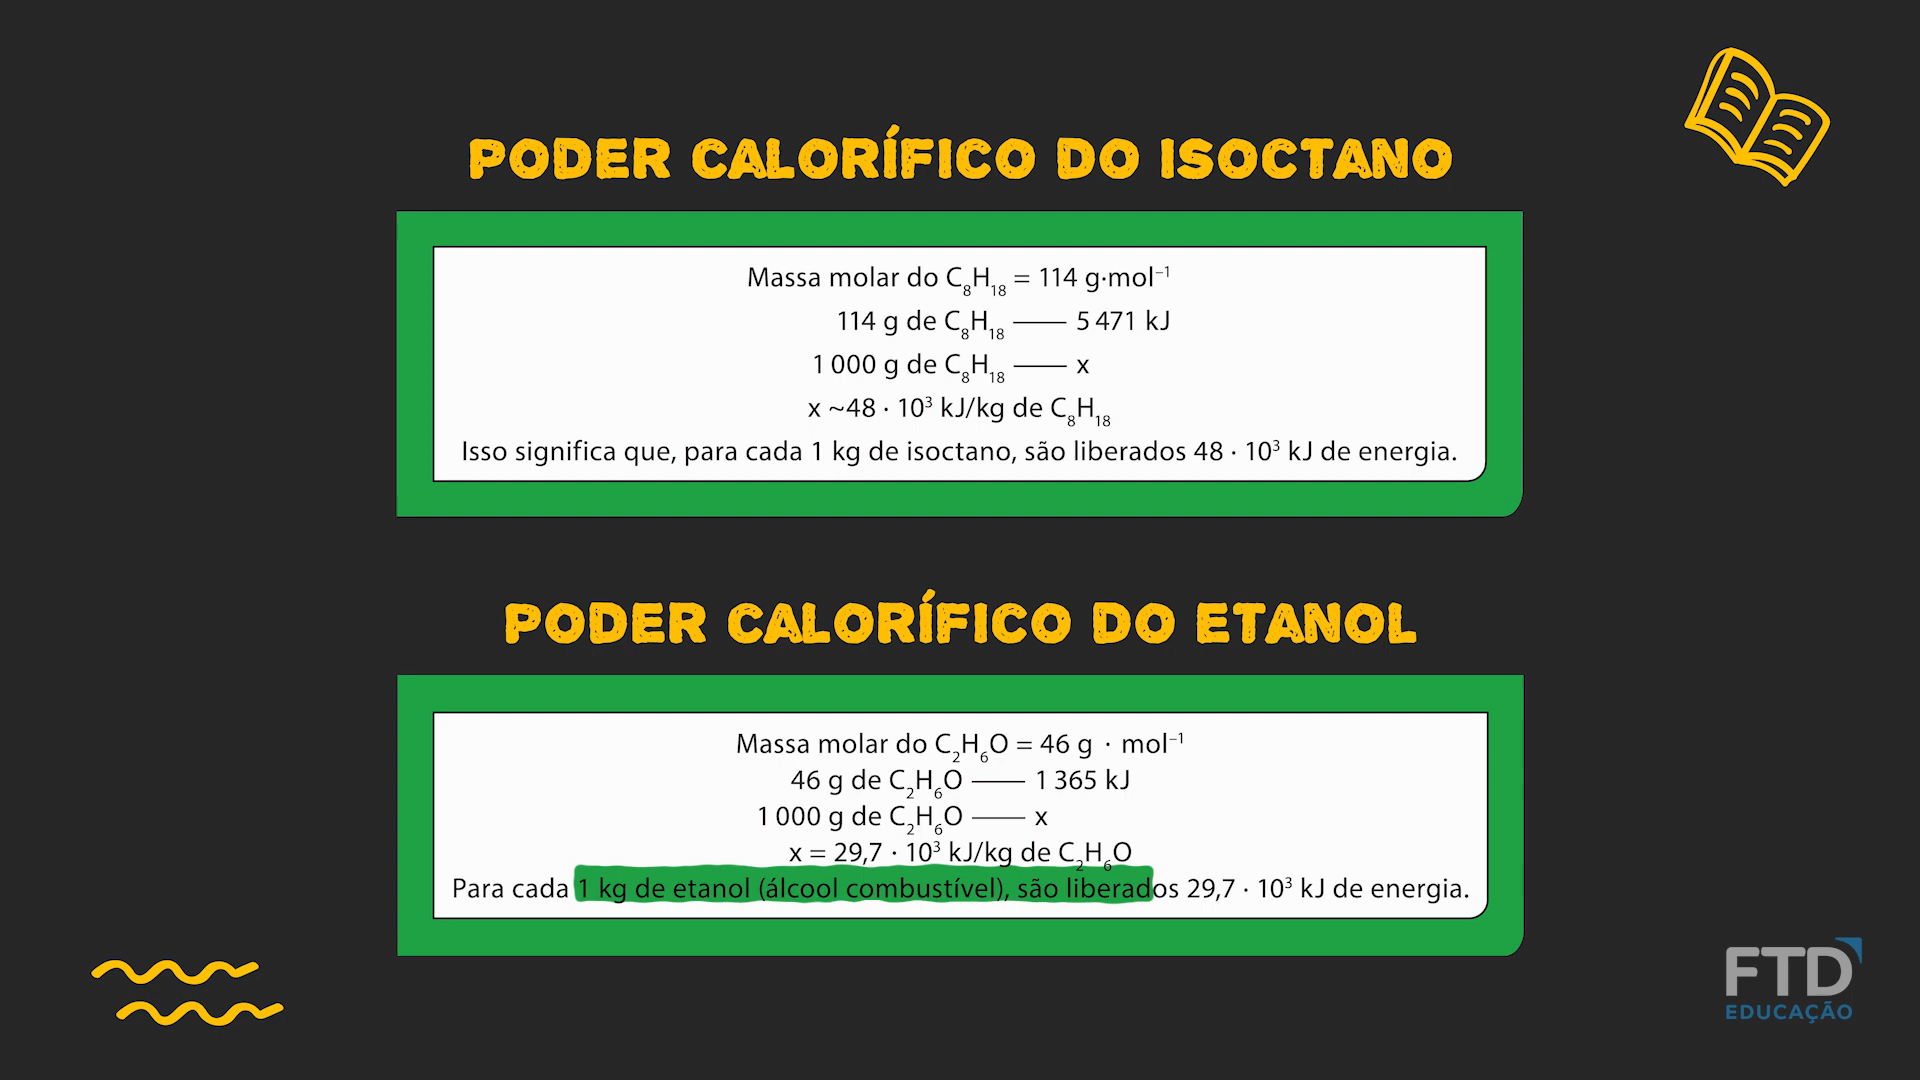 PODER CALORÍFICO DO ISOCTANO
Massa molar do C₈H₁₈ = 114 g·mol⁻¹
114 g de C₈H₁₈ —— 5 471 kJ
1 000 g de C₈H₁₈ —— x
x ~48 · 10³ kJ/kg de C₈H₁₈
Isso significa que, para cada 1 kg de isoctano, são liberados 48 · 10³ kJ de energia.
PODER CALORÍFICO DO ETANOL
Massa molar do C₂H₆O = 46 g · mol⁻¹
46 g de C₂H₆O —— 1 365 kJ
1 000 g de C₂H₆O —— x
x = 29,7 · 10³ kJ/kg de C₂H₆O
Para cada 1 kg de etanol (álcool combustível), são liberados 29,7 · 10³ kJ de energia.
FTD
EDUCAÇÃO